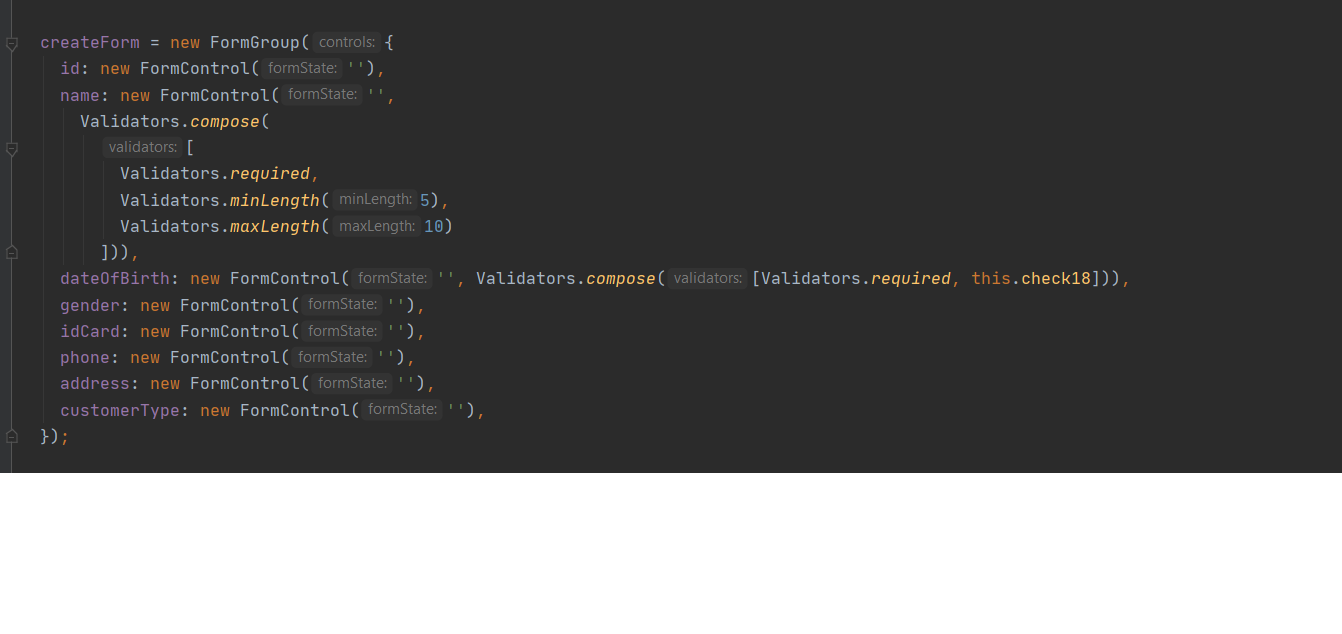 createForm = new FormGroup( controls: {
id: new FormControl( formState: ''),
name: new FormControl( formState: '',
Validators.compose(
validators: [
Validators.required,
Validators.minLength( minLength: 5),
Validators.maxLength( maxLength: 10)
])),
dateOfBirth: new FormControl( formState: '', Validators.compose( validators: [Validators.required, this.check18])),
gender: new FormControl( formState: ''),
idCard: new FormControl( formState: ''),
phone: new FormControl( formState: ''),
address: new FormControl( formState: ''),
customerType: new FormControl( formState: ''),
});